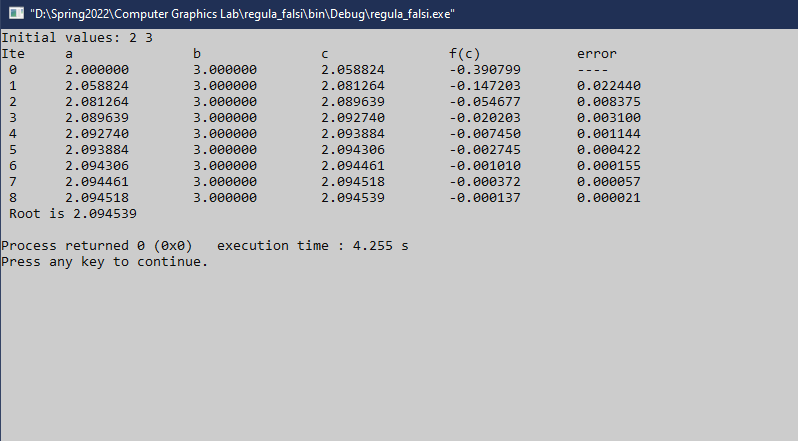 "D:\Spring2022\Computer Graphics Lab\regula_falsi\bin\Debug\regula_falsi.exe"
Initial values: 2 3
Ite a b c f(c) error
0 2.000000 3.000000 2.058824 -0.390799 ----
1 2.058824 3.000000 2.081264 -0.147203 0.022440
2 2.081264 3.000000 2.089639 -0.054677 0.008375
3 2.089639 3.000000 2.092740 -0.020203 0.003100
4 2.092740 3.000000 2.093884 -0.007450 0.001144
5 2.093884 3.000000 2.094306 -0.002745 0.000422
6 2.094306 3.000000 2.094461 -0.001010 0.000155
7 2.094461 3.000000 2.094518 -0.000372 0.000057
8 2.094518 3.000000 2.094539 -0.000137 0.000021
Root is 2.094539
Process returned 0 (0x0) execution time : 4.255 s
Press any key to continue.